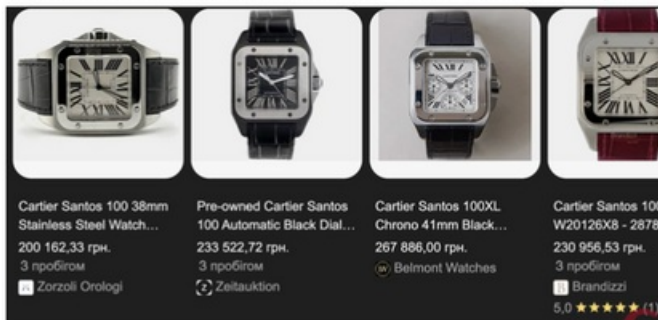 Cartier Santos 100 38mm
Stainless Steel Watch...
200 162,33 грн.
З пробігом
Zorzoli Orologi
Pre-owned Cartier Santos
100 Automatic Black Dial...
233 522,72 грн.
З пробігом
Zeitauktion
Cartier Santos 100XL
Chrono 41mm Black...
267 886,00 грн.
Belmont Watches
Cartier Santos 100
W20126X8 - 2878
230 956,53 грн.
З пробігом
Brandizzi
5,0 ★★★★★ (1)